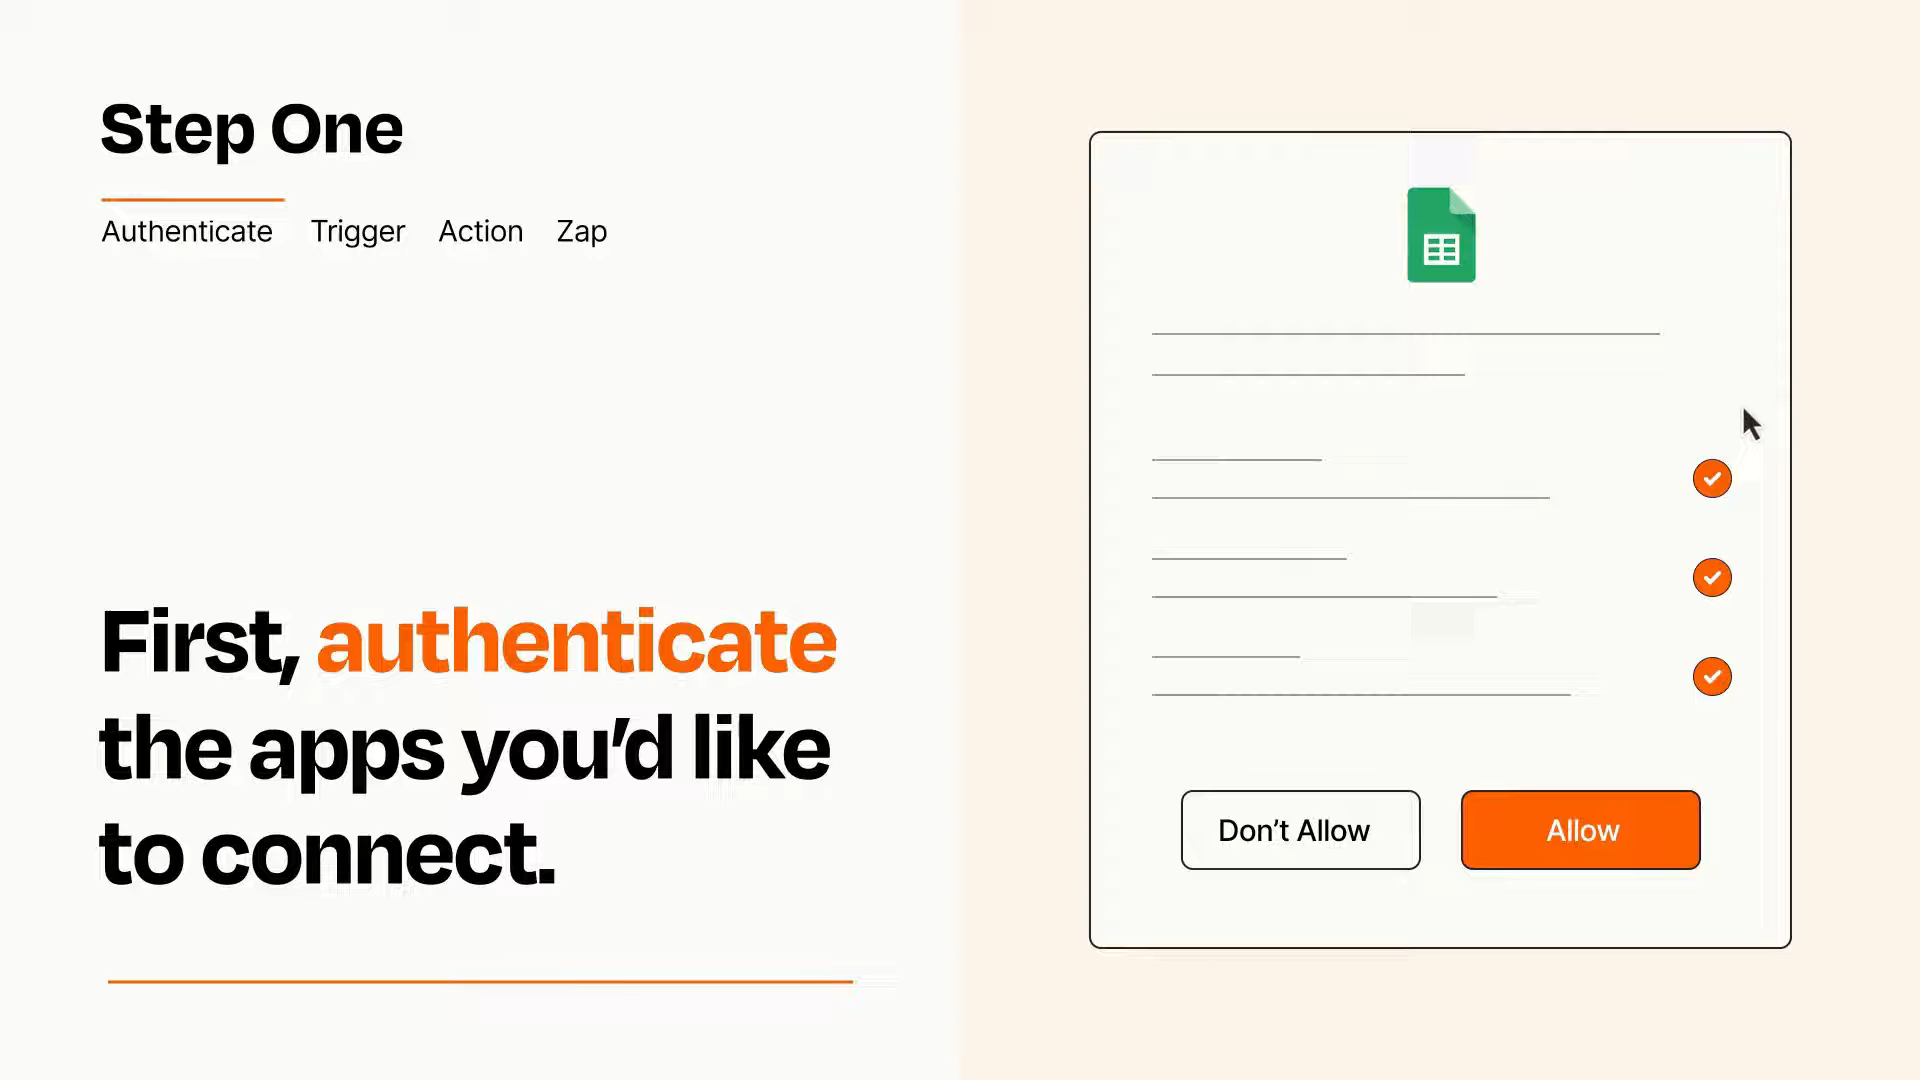 Step One
Authenticate Trigger Action Zap
First, authenticate
the apps you’d like
to connect.
Don’t Allow
Allow